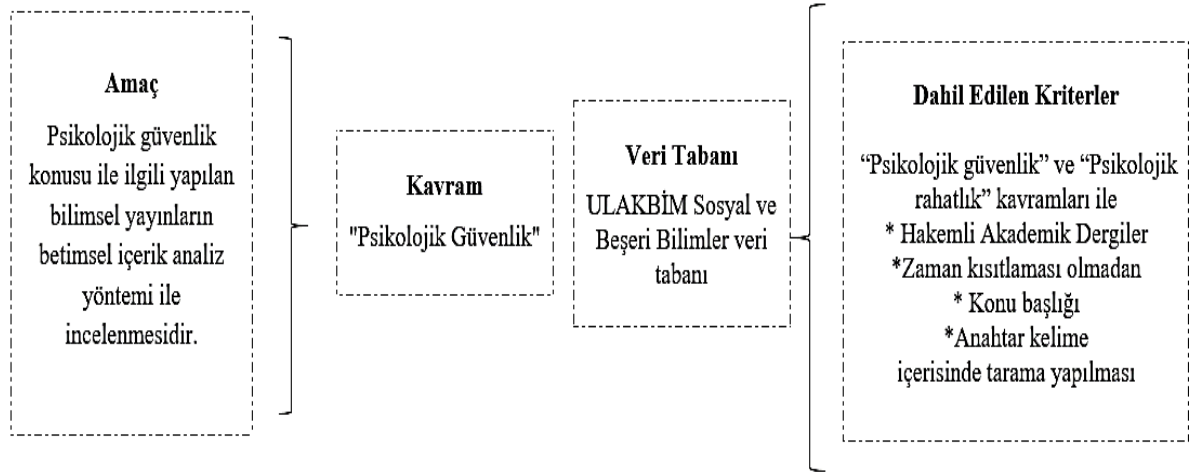 Amaç
Psikolojik güvenlik
konusu ile ilgili yapılan
bilimsel yayınların
betimsel içerik analiz
yöntemi ile
incelenmesidir.
Kavram
"Psikolojik Güvenlik"
Veri Tabanı
ULAKBİM Sosyal ve
Beşeri Bilimler veri
tabanı
Dahil Edilen Kriterler
“Psikolojik güvenlik” ve “Psikolojik
rahatlık” kavramları ile
* Hakemli Akademik Dergiler
*Zaman kısıtlaması olmadan
* Konu başlığı
*Anahtar kelime
içerisinde tarama yapılması